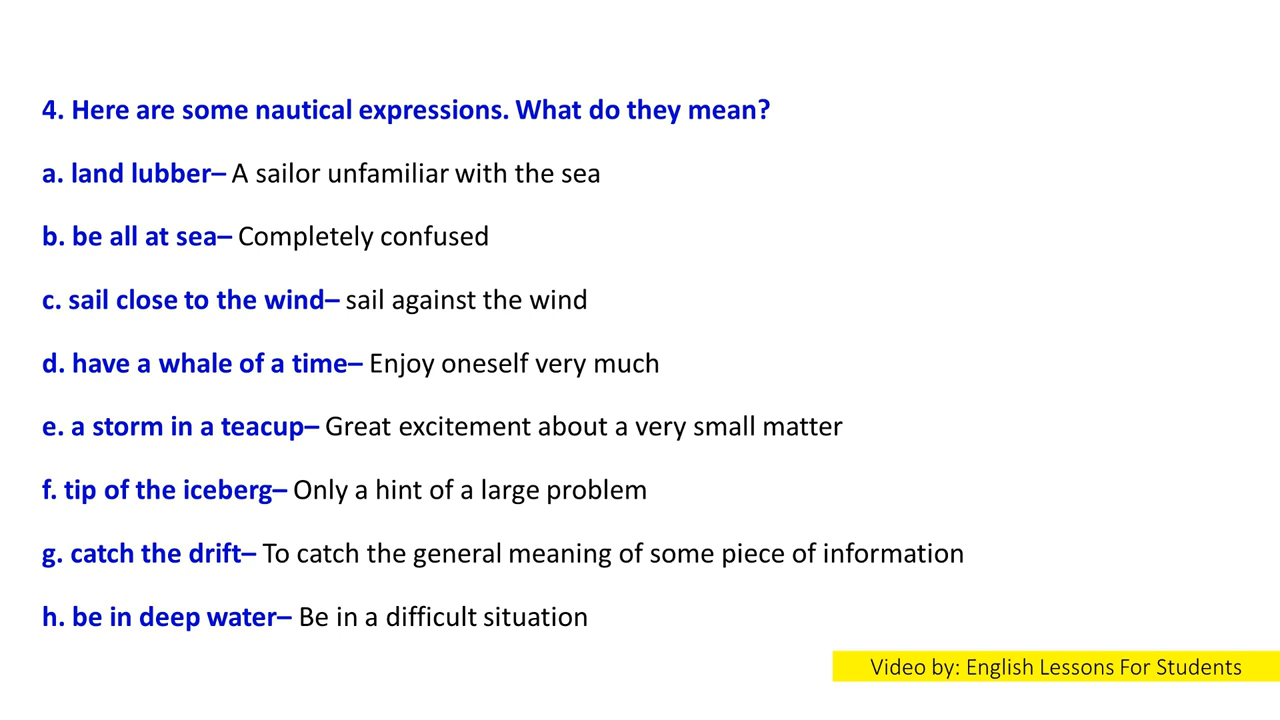 4. Here are some nautical expressions. What do they mean?
a. land lubber– A sailor unfamiliar with the sea
b. be all at sea– Completely confused
c. sail close to the wind– sail against the wind
d. have a whale of a time– Enjoy oneself very much
e. a storm in a teacup– Great excitement about a very small matter
f. tip of the iceberg– Only a hint of a large problem
g. catch the drift– To catch the general meaning of some piece of information
h. be in deep water– Be in a difficult situation
Video by: English Lessons For Students